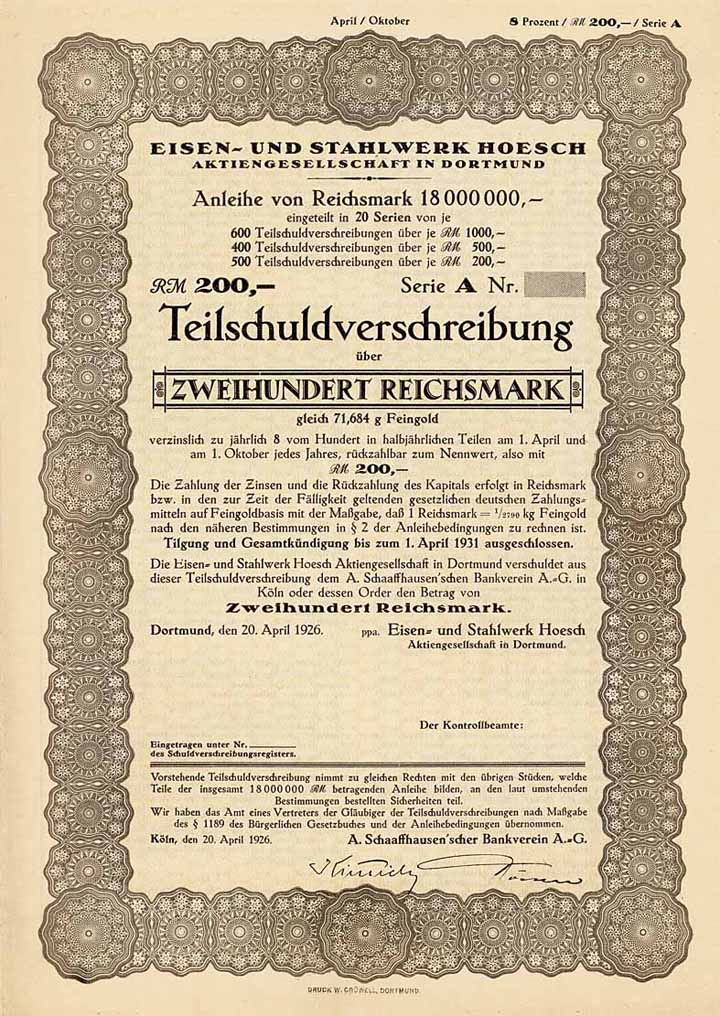 April / Oktober 8 Prozent / RM 200,— / Serie A
EISEN- UND STAHLWERK HOESCH
AKTIENGESELLSCHAFT IN DORTMUND
Anleihe von Reichsmark 18 000 000,—
eingeteilt in 20 Serien von je
600 Teilschuldverschreibungen über je RM 1000,—
400 Teilschuldverschreibungen über je RM 500,—
500 Teilschuldverschreibungen über je RM 200,—
RM 200,— Serie A Nr.
Teilschuldverschreibung
über
ZWEIHUNDERT REICHSMARK
gleich 71,684 g Feingold
verzinslich zu jährlich 8 vom Hundert in halbjährlichen Teilen am 1. April und
am 1. Oktober jedes Jahres, rückzahlbar zum Nennwert, also mit
RM 200,—
Die Zahlung der Zinsen und die Rückzahlung des Kapitals erfolgt in Reichsmark
bzw. in den zur Zeit der Fälligkeit geltenden gesetzlichen deutschen Zahlungs-
mitteln auf Feingoldbasis mit der Maßgabe, daß 1 Reichsmark = 1/2790 kg Feingold
nach den näheren Bestimmungen in § 2 der Anleihebedingungen zu rechnen ist.
Tilgung und Gesamtkündigung bis zum 1. April 1931 ausgeschlossen.
Die Eisen- und Stahlwerk Hoesch Aktiengesellschaft in Dortmund verschuldet aus
dieser Teilschuldverschreibung dem A. Schaaffhausen'schen Bankverein A.-G. in
Köln oder dessen Order den Betrag von
Zweihundert Reichsmark.
Dortmund, den 20. April 1926. ppa. Eisen- und Stahlwerk Hoesch
Aktiengesellschaft in Dortmund.
Der Kontrollbeamte:
Eingetragen unter Nr.
des Schuldverschreibungsregisters.
Vorstehende Teilschuldverschreibung nimmt zu gleichen Rechten mit den übrigen Stücken, welche
Teile der insgesamt 18 000 000 RM betragenden Anleihe bilden, an den laut umstehenden
Bestimmungen bestellten Sicherheiten teil.
Wir haben das Amt eines Vertreters der Gläubiger der Teilschuldverschreibungen nach Maßgabe
des § 1189 des Bürgerlichen Gesetzbuches und der Anleihebedingungen übernommen.
Köln, den 20. April 1926. A. Schaaffhausen'scher Bankverein A.-G.
DRUCK W. CRÜWELL, DORTMUND.